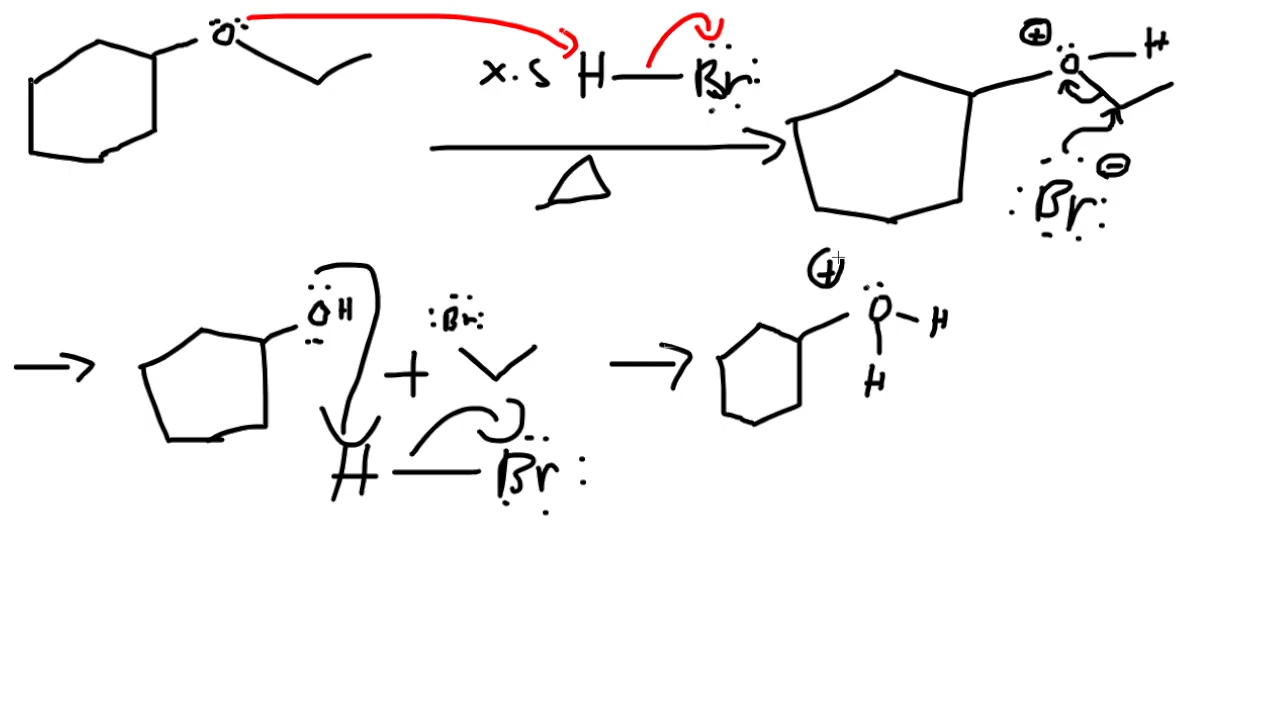 O x.s H Br ⊕ O H
Br ⊖
OH + Br ⊕ O H
H
H Br